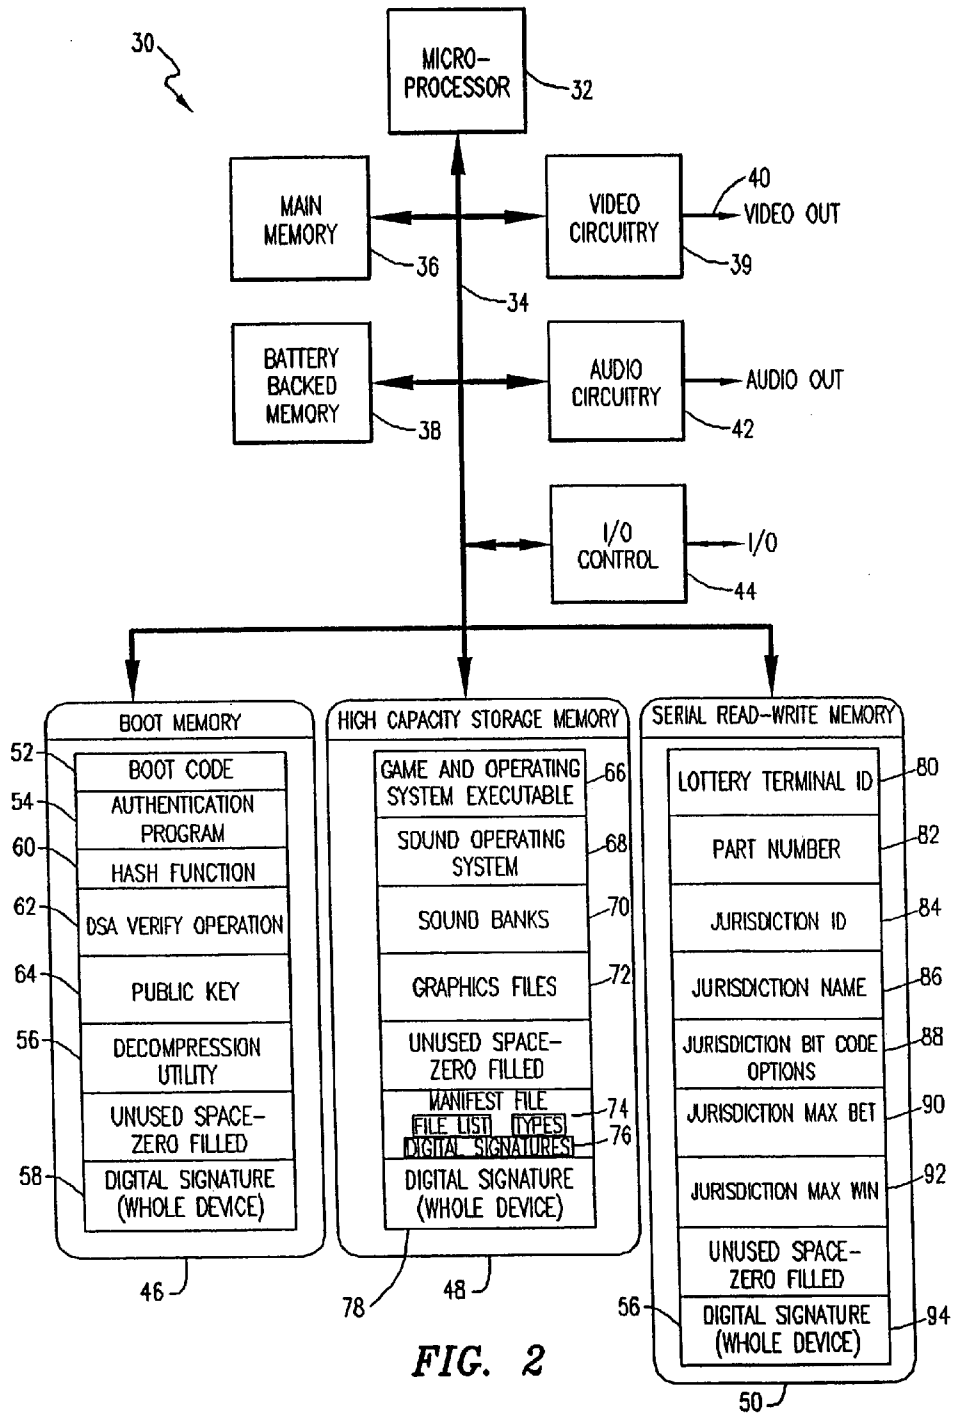 30
MICRO-
PROCESSOR
32
MAIN
MEMORY
36
VIDEO
CIRCUITRY
39
40
VIDEO OUT
34
BATTERY
BACKED
MEMORY
38
AUDIO
CIRCUITRY
42
AUDIO OUT
I/O
CONTROL
44
I/O
BOOT MEMORY
52
BOOT CODE
54
AUTHENTICATION
PROGRAM
60
HASH FUNCTION
62
DSA VERIFY OPERATION
64
PUBLIC KEY
56
DECOMPRESSION
UTILITY
UNUSED SPACE-
ZERO FILLED
58
DIGITAL SIGNATURE
(WHOLE DEVICE)
46
HIGH CAPACITY STORAGE MEMORY
GAME AND OPERATING
SYSTEM EXECUTABLE
66
SOUND OPERATING
SYSTEM
68
SOUND BANKS
70
GRAPHICS FILES
72
UNUSED SPACE-
ZERO FILLED
MANIFEST FILE
74
FILE LIST TYPES
DIGITAL SIGNATURES
76
DIGITAL SIGNATURE
(WHOLE DEVICE)
78
48
SERIAL READ-WRITE MEMORY
LOTTERY TERMINAL ID
80
PART NUMBER
82
JURISDICTION ID
84
JURISDICTION NAME
86
JURISDICTION BIT CODE
OPTIONS
88
JURISDICTION MAX BET
90
JURISDICTION MAX WIN
92
UNUSED SPACE-
ZERO FILLED
56
DIGITAL SIGNATURE
(WHOLE DEVICE)
94
50
FIG. 2